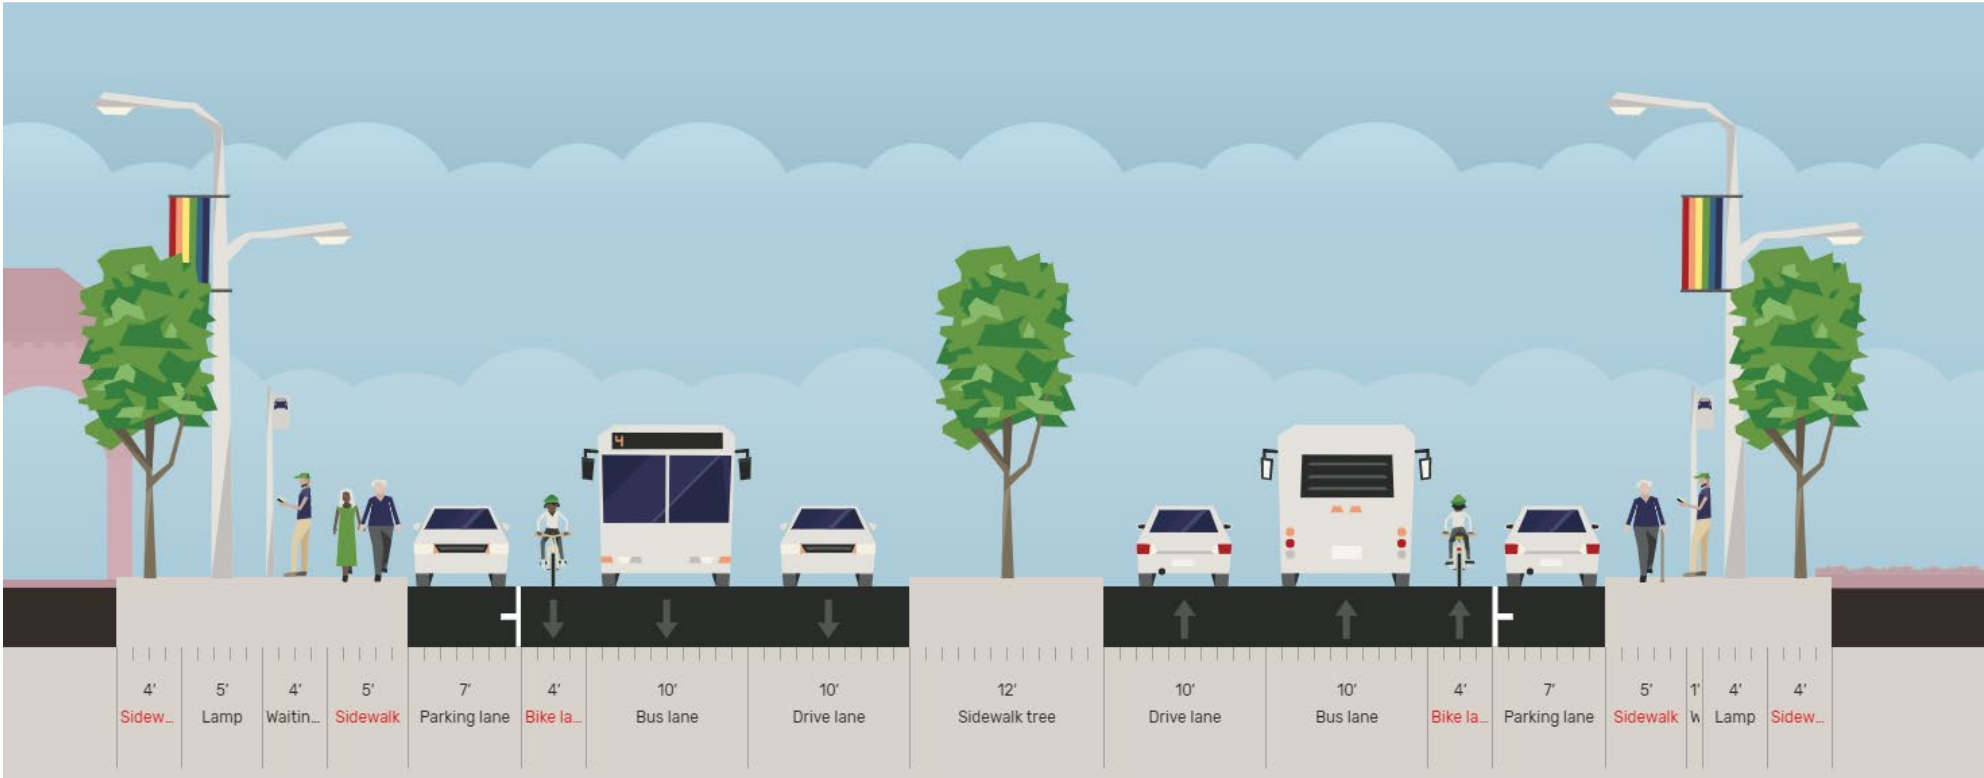 4
4'
5'
4'
5'
7'
4'
10'
10'
12'
10'
10'
4'
7'
5'
1'
4'
4'
Sidew...
Lamp
Waitin...
Sidewalk
Parking lane
Bike la...
Bus lane
Drive lane
Sidewalk tree
Drive lane
Bus lane
Bike la...
Parking lane
Sidewalk
W
Lamp
Sidew...